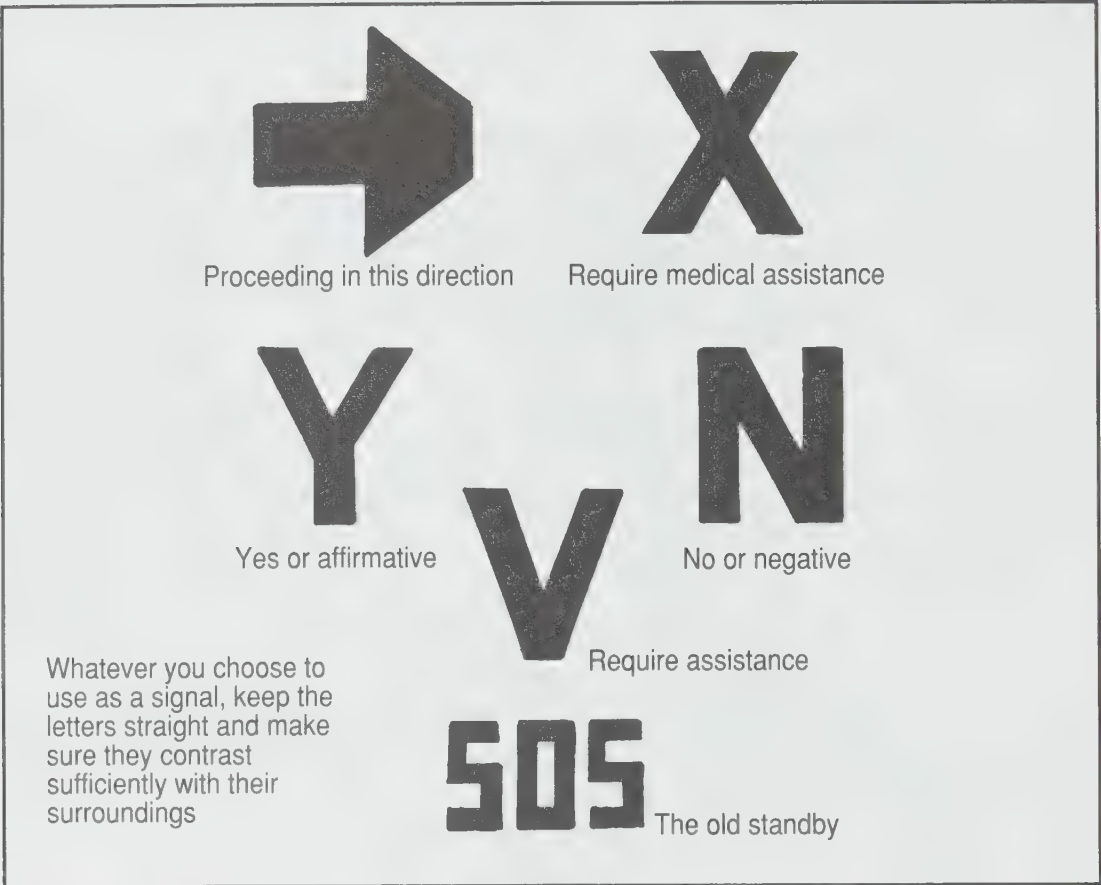 X
Proceeding in this direction
Require medical assistance
Y
N
Yes or affirmative
No or negative
V
Require assistance
Whatever you choose to
use as a signal, keep the
letters straight and make
sure they contrast
sufficiently with their
surroundings
SOS
The old standby